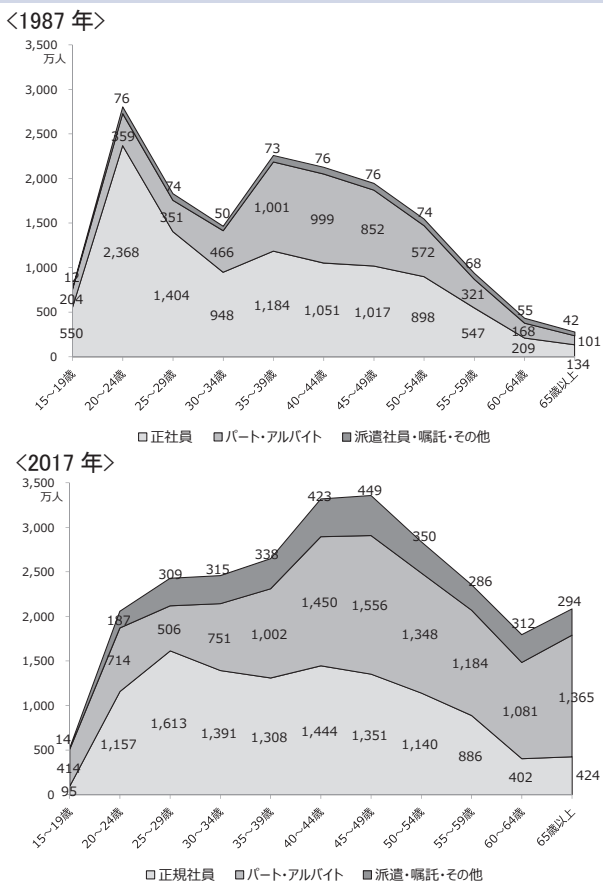 <1987 年>
3,500
万人
3,000
2,500
2,000
1,500
1,000
500
0
76
359
2,368
12
204
550
74
351
1,404
50
466
948
73
1,001
1,184
76
999
1,051
76
852
1,017
74
572
898
68
321
547
55
168
209
42
101
134
15～19歳
20～24歳
25～29歳
30～34歳
35～39歳
40～44歳
45～49歳
50～54歳
55～59歳
60～64歳
65歳以上
□正社員 ■パート・アルバイト ■派遣社員・嘱託・その他
<2017 年>
3,500
万人
3,000
2,500
2,000
1,500
1,000
500
0
14
414
95
187
714
1,157
309
506
1,613
315
751
1,391
338
1,002
1,308
423
1,450
1,444
449
1,556
1,351
350
1,348
1,140
286
1,184
886
312
1,081
402
294
1,365
424
15～19歳
20～24歳
25～29歳
30～34歳
35～39歳
40～44歳
45～49歳
50～54歳
55～59歳
60～64歳
65歳以上
□正規社員 ■パート・アルバイト ■派遣・嘱託・その他